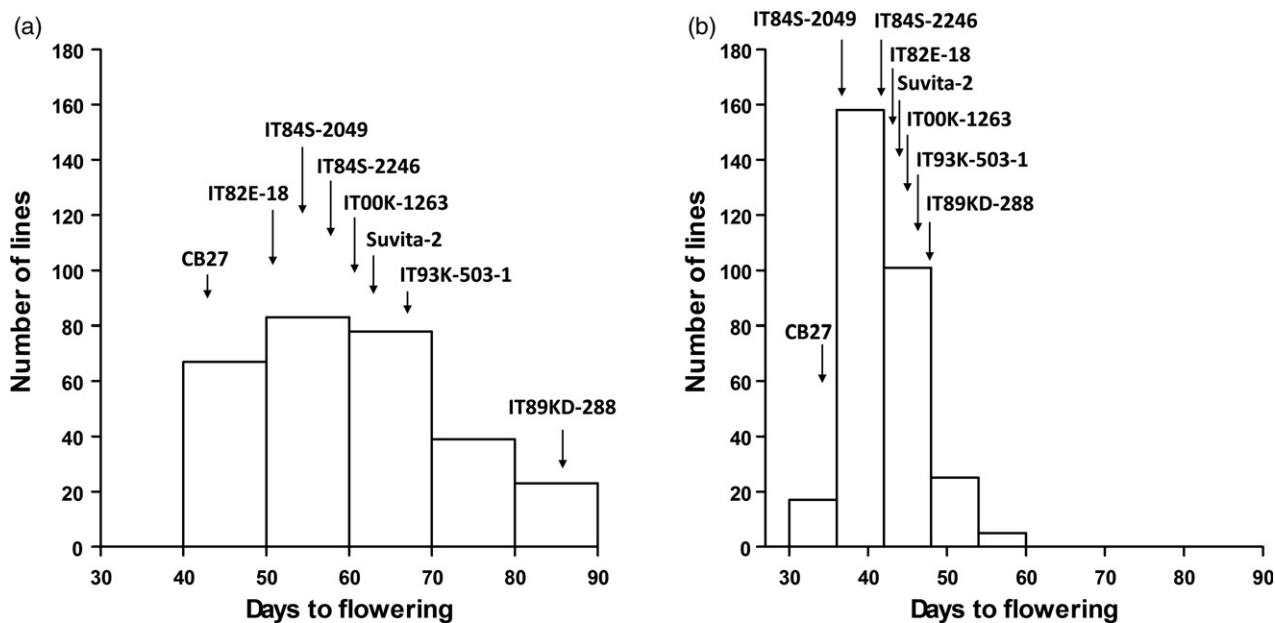 (a)
180
160
140
120
100
80
60
40
20
0
Number of lines
CB27
IT82E-18
IT84S-2049
IT84S-2246
IT00K-1263
Suvita-2
IT93K-503-1
IT89KD-288
30 40 50 60 70 80 90
Days to flowering
(b)
180
160
140
120
100
80
60
40
20
0
Number of lines
IT84S-2049
IT84S-2246
IT82E-18
Suvita-2
IT00K-1263
IT93K-503-1
IT89KD-288
CB27
30 40 50 60 70 80 90
Days to flowering